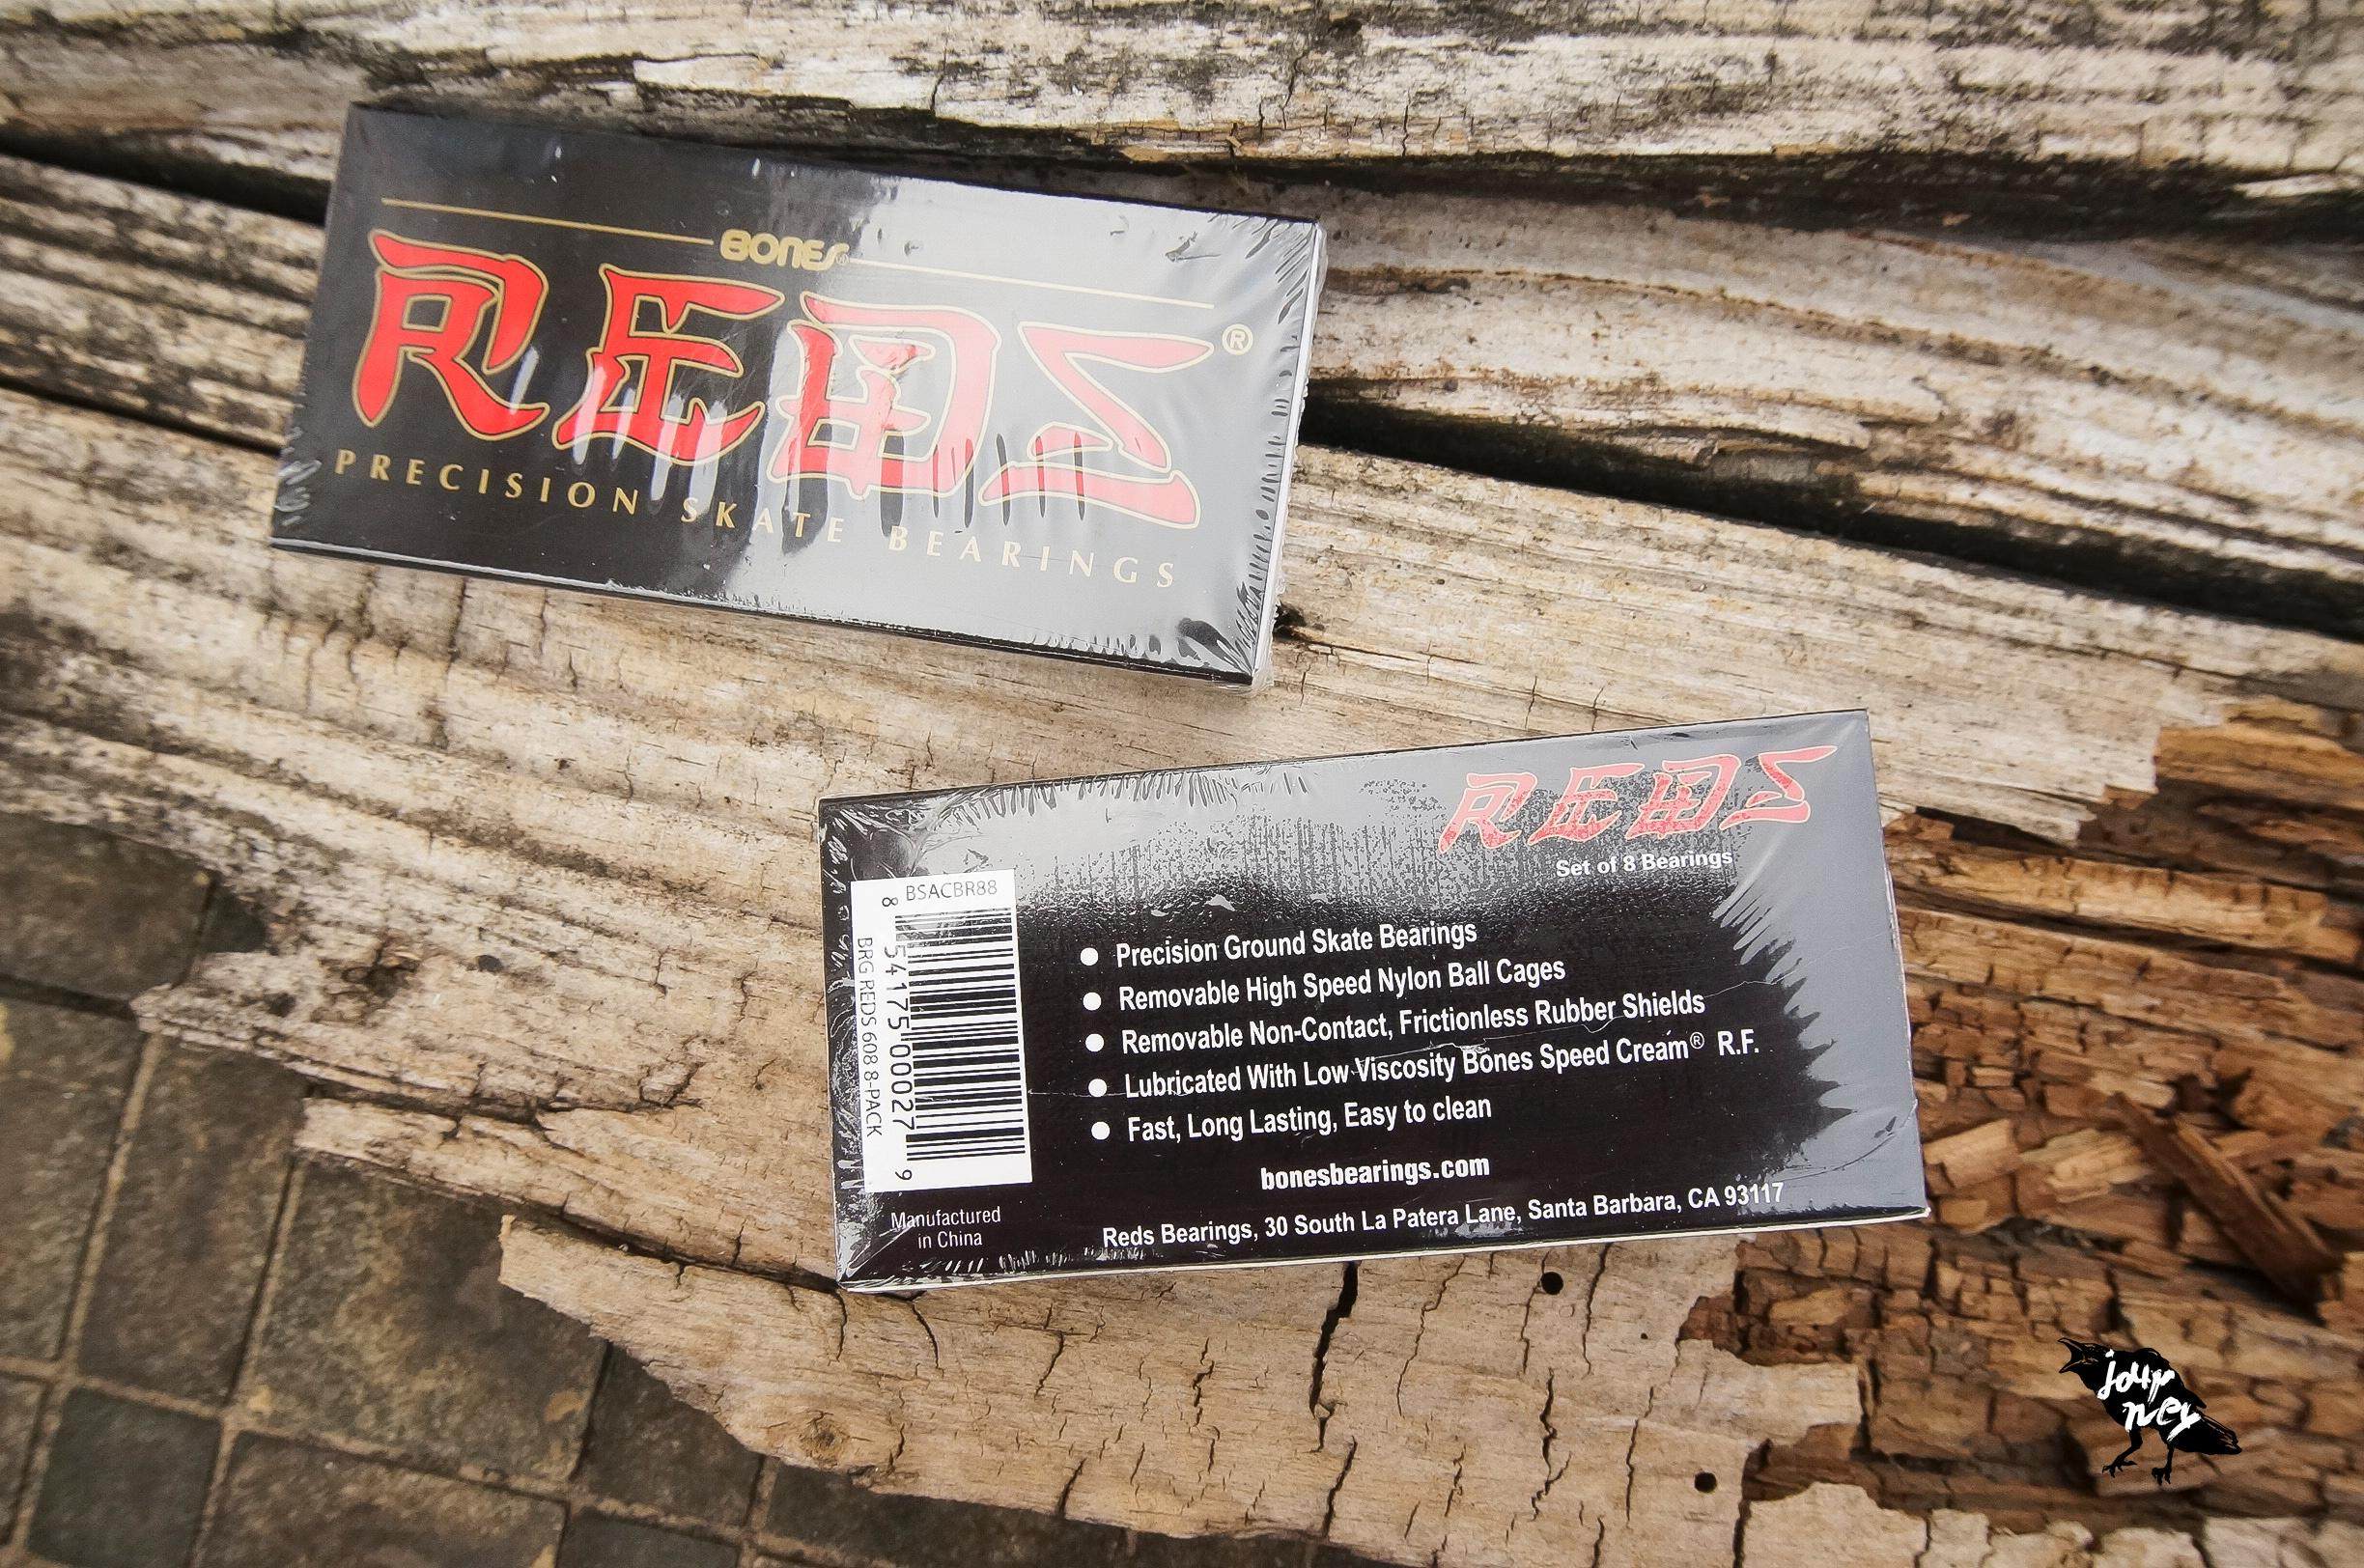 BONES®
REDS®
PRECISION SKATE BEARINGS
REDS
Set of 8 Bearings
BSACBR88
8 54175 00027 9
BRG REDS 608 8-PACK
● Precision Ground Skate Bearings
● Removable High Speed Nylon Ball Cages
● Removable Non-Contact, Frictionless Rubber Shields
● Lubricated With Low Viscosity Bones Speed Cream® R.F.
● Fast, Long Lasting, Easy to clean
bonesbearings.com
Reds Bearings, 30 South La Patera Lane, Santa Barbara, CA 93117
Manufactured
in China
jour
ney